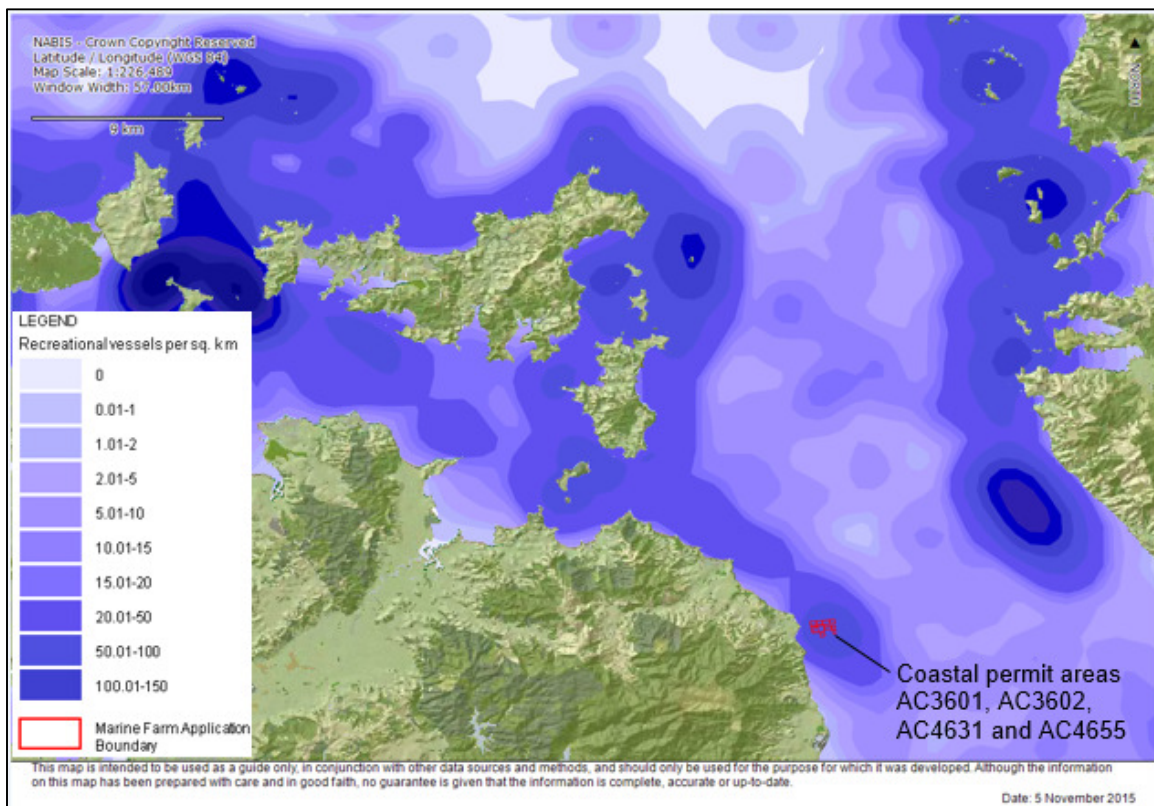 NABIS - Crown Copyright Reserved
Latitude / Longitude (WGS 84)
Map Scale: 1:226,489
Window Width: 57.00km
9 km
NORTH
LEGEND
Recreational vessels per sq. km
0
0.01-1
1.01-2
2.01-5
5.01-10
10.01-15
15.01-20
20.01-50
50.01-100
100.01-150
Marine Farm Application
Boundary
Coastal permit areas
AC3601, AC3602,
AC4631 and AC4655
This map is intended to be used as a guide only, in conjunction with other data sources and methods, and should only be used for the purpose for which it was developed. Although the information
on this map has been prepared with care and in good faith, no guarantee is given that the information is complete, accurate or up-to-date.
Date: 5 November 2015